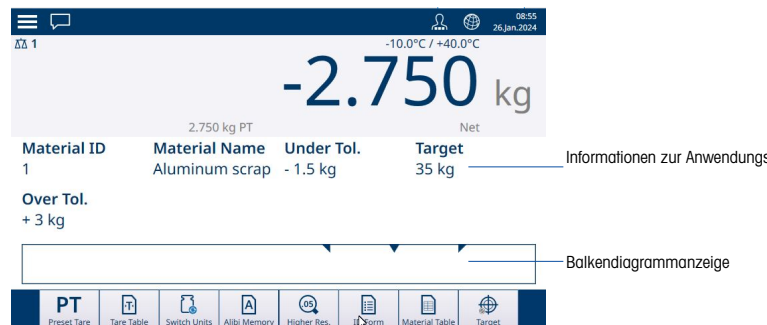 08:55
26.Jan.2024
1
-10.0°C / +40.0°C
-2.750 kg
2.750 kg PT
Net
Material ID Material Name Under Tol. Target
1 Aluminum scrap - 1.5 kg 35 kg
Informationen zur Anwendungs
Over Tol.
+ 3 kg
Balkendiagrammanzeige
PT T A .05
Preset Tare Tare Table Switch Units Alibi Memory Higher Res. Form Material Table Target